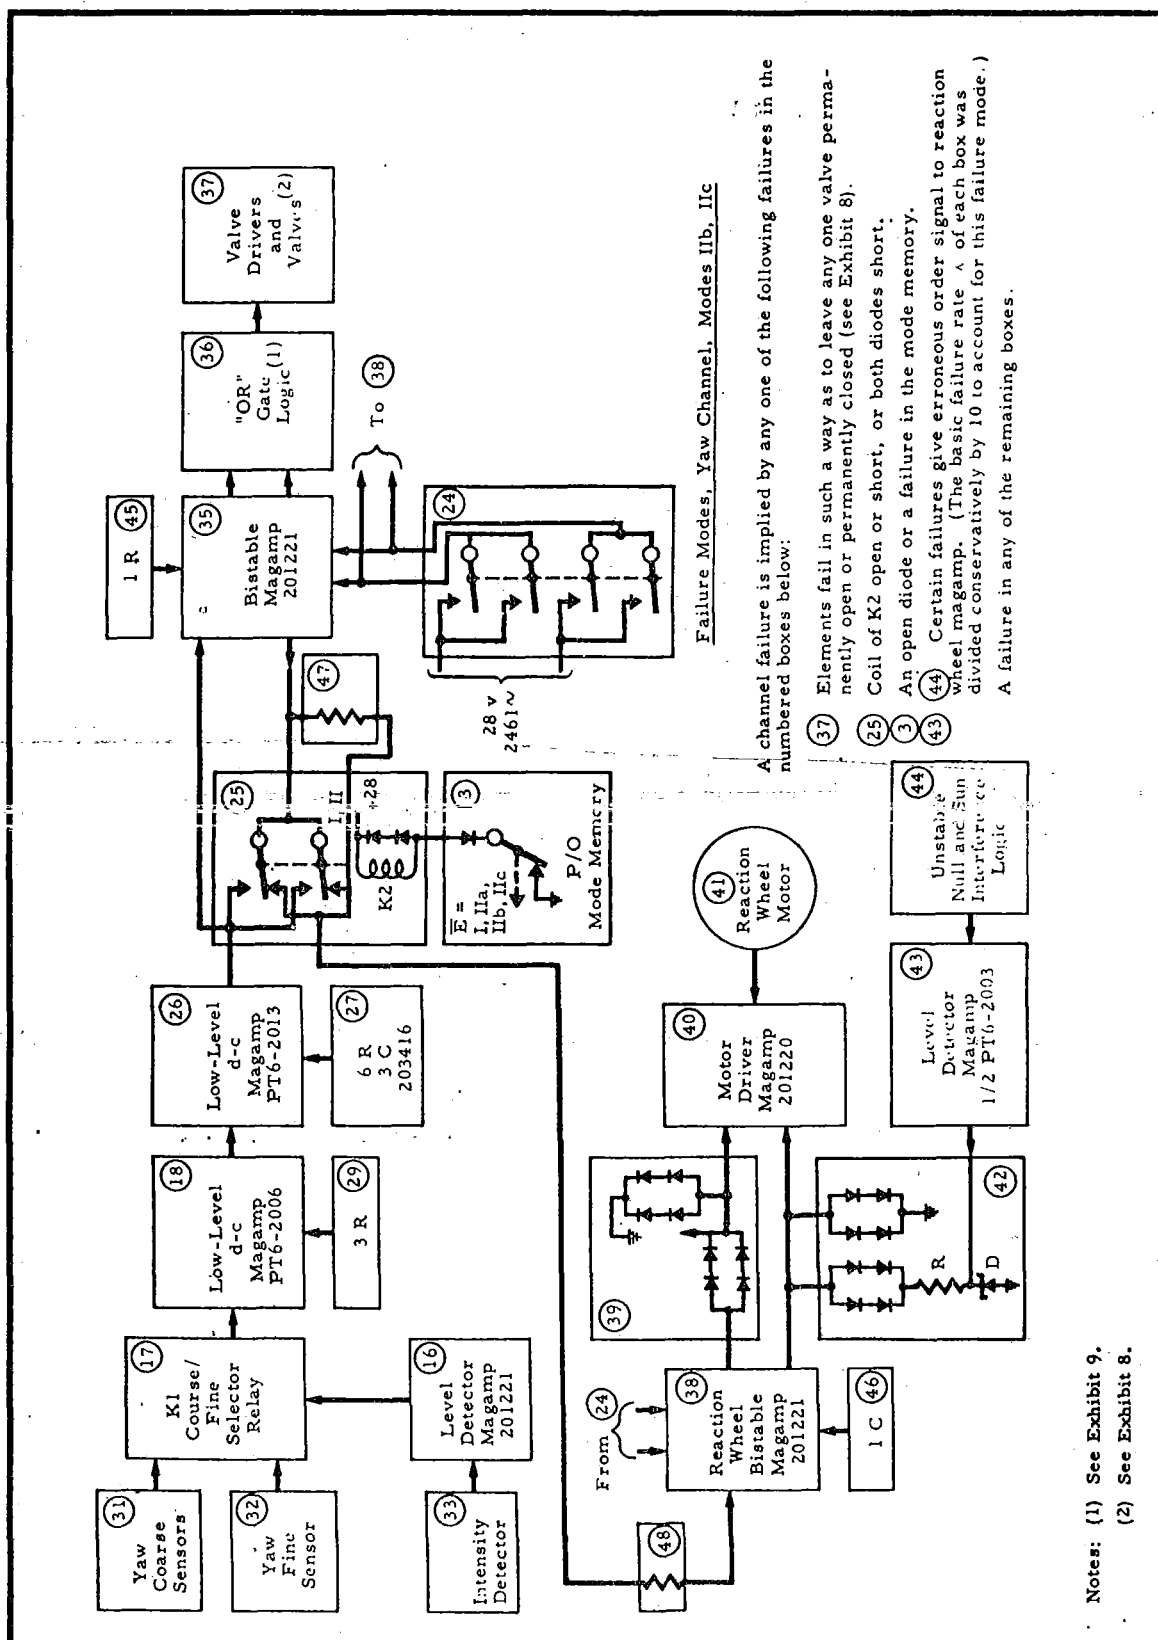 31
Yaw
Coarse
Sensors
32
Yaw
Fine
Sensor
33
Intensity
Detector
17
K1
Course/
Fine
Selector
Relay
16
Level
Detector
Magamp
201221
18
Low-Level
d-c
Magamp
PT6-2006
29
3 R
26
Low-Level
d-c
Magamp
PT6-2013
27
6 R
3 C
203416
25
I, II
+28
K2
3
E =
I, IIa,
IIb, IIc
P/O
Mode Memory
47
45
1 R
35
Bistable
Magamp
201221
36
"OR"
Gate
Logic(1)
37
Valve
Drivers
and
Valves(2)
To 38
24
28 v
2461~
48
From 24
38
Reaction
Wheel
Bistable
Magamp
201221
46
1 C
39
42
R
D
40
Motor
Driver
Magamp
201220
41
Reaction
Wheel
Motor
43
Level
Detector
Magamp
1/2 PT6-2003
44
Unstable
Null and Sun
Interference
Logic
Failure Modes, Yaw Channel, Modes IIb, IIc
A channel failure is implied by any one of the following failures in the
numbered boxes below:
37 Elements fail in such a way as to leave any one valve perma-
nently open or permanently closed (see Exhibit 8).
25 Coil of K2 open or short, or both diodes short.
3 An open diode or a failure in the mode memory.
43 44 Certain failures give erroneous order signal to reaction
wheel magamp. (The basic failure rate ʌ of each box was
divided conservatively by 10 to account for this failure mode.)
A failure in any of the remaining boxes.
Notes: (1) See Exhibit 9.
(2) See Exhibit 8.